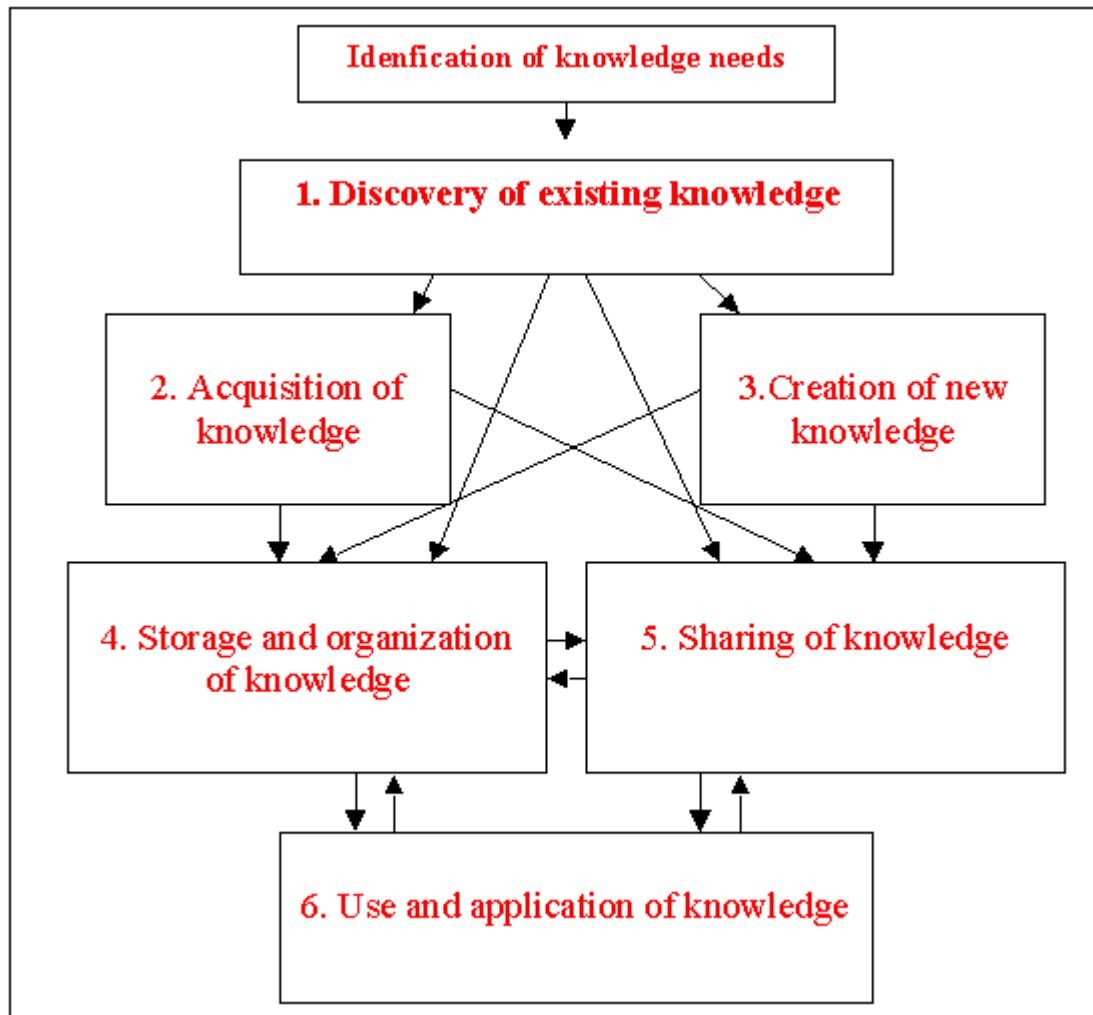 Idenfication of knowledge needs
1. Discovery of existing knowledge
2. Acquisition of
knowledge
3.Creation of new
knowledge
4. Storage and organization
of knowledge
5. Sharing of knowledge
6. Use and application of knowledge